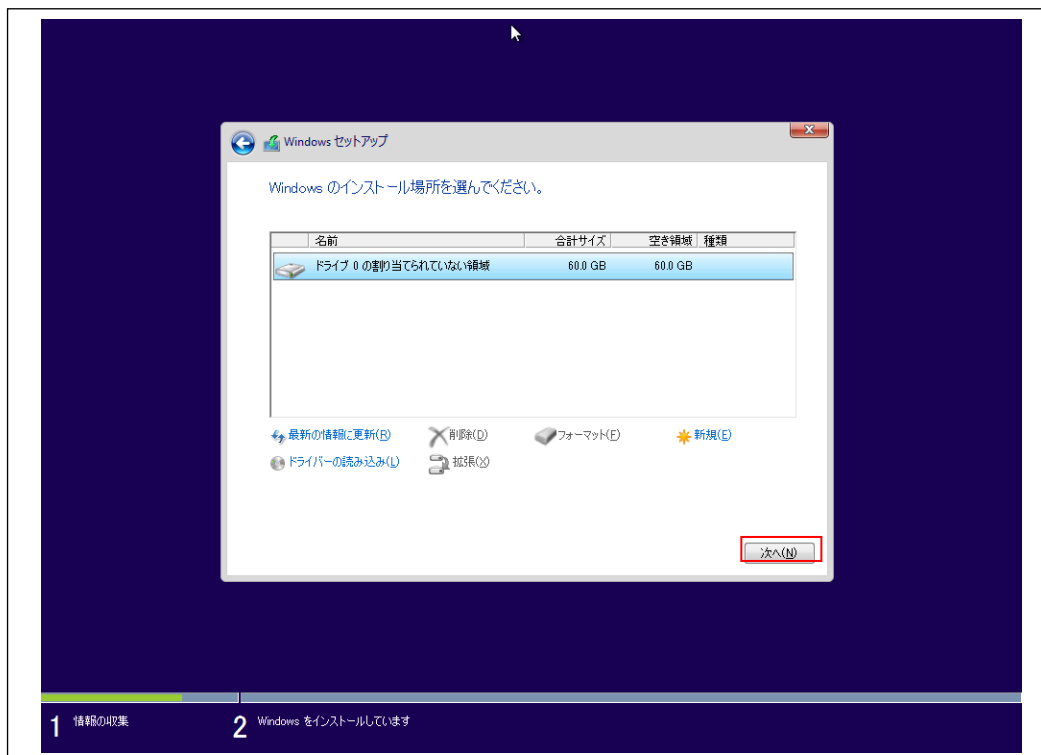 Windows セットアップ
Windows のインストール場所を選んでください。
名前 合計サイズ 空き領域 種類
ドライブ 0 の割り当てられていない領域 60.0 GB 60.0 GB
最新の情報に更新(R) 削除(D) フォーマット(F) 新規(E)
ドライバーの読み込み(L) 拡張(X)
次へ(N)
1 情報の収集 2 Windows をインストールしています